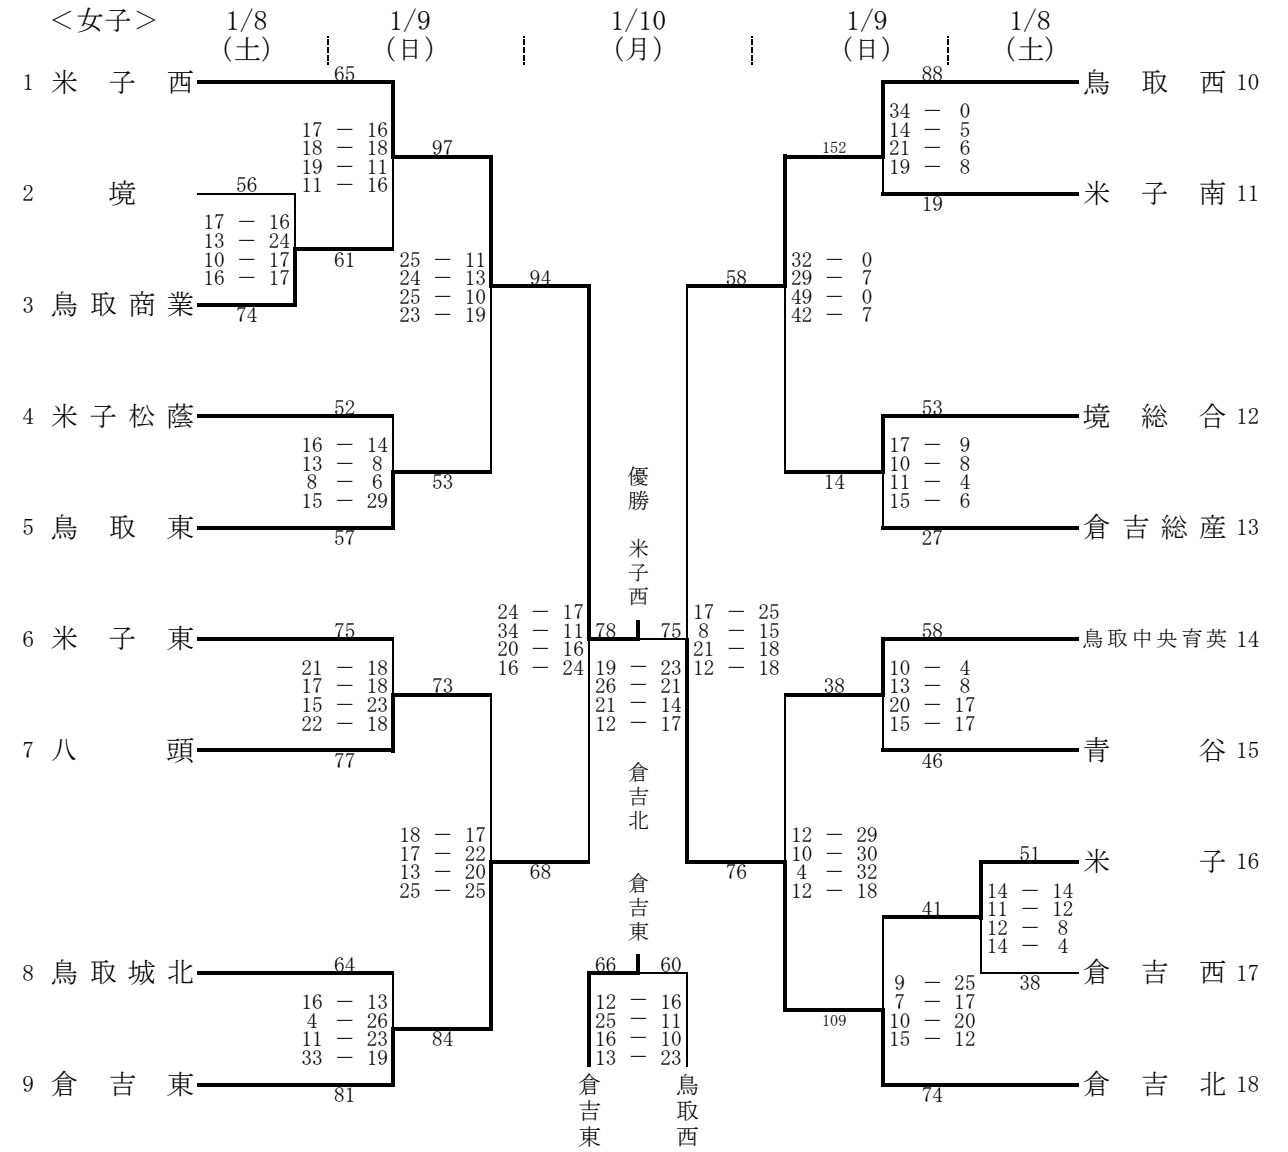 ＜女子＞ 1/8 1/9 1/10 1/9 1/8
（土） （日） （月） （日） （土）
1 米子西 65
17 － 16
18 － 18
19 － 11
11 － 16
97
2 境 56
17 － 16
13 － 24
10 － 17
16 － 17
61
3 鳥取商業 74
25 － 11
24 － 13
25 － 10
23 － 19
94
4 米子松蔭 52
16 － 14
13 － 8
8 － 6
15 － 29
53
5 鳥取東 57
6 米子東 75
21 － 18
17 － 18
15 － 23
22 － 18
73
7 八頭 77
18 － 17
17 － 22
13 － 20
25 － 25
68
8 鳥取城北 64
16 － 13
4 － 26
11 － 23
33 － 19
84
9 倉吉東 81
24 － 17
34 － 11
20 － 16
16 － 24
優勝 米子西
78 75
19 － 23
26 － 21
21 － 14
12 － 17
倉吉北
倉吉東
66 60
12 － 16
25 － 11
16 － 10
13 － 23
倉吉東
鳥取西
17 － 25
8 － 15
21 － 18
12 － 18
88 鳥取西 10
34 － 0
14 － 5
21 － 6
19 － 8
152
19 米子南 11
58
32 － 0
29 － 7
49 － 0
42 － 7
53 境総合 12
17 － 9
10 － 8
11 － 4
15 － 6
14
27 倉吉総産 13
58 鳥取中央育英 14
10 － 4
13 － 8
20 － 17
15 － 17
38
46 青谷 15
76
12 － 29
10 － 30
4 － 32
12 － 18
51 米子 16
14 － 14
11 － 12
12 － 8
14 － 4
41
38 倉吉西 17
9 － 25
7 － 17
10 － 20
15 － 12
109
74 倉吉北 18